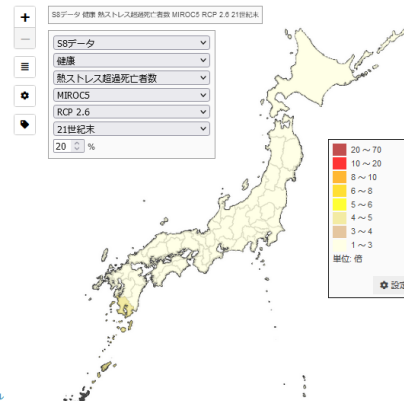 S8データ 健康 熱ストレス超過死亡者数 MIROC5 RCP 2.6 21世紀末
S8データ
健康
熱ストレス超過死亡者数
MIROC5
RCP 2.6
21世紀末
20 %
20 ～ 70
10 ～ 20
8 ～ 10
6 ～ 8
5 ～ 6
4 ～ 5
3 ～ 4
1 ～ 3
単位: 倍
設定